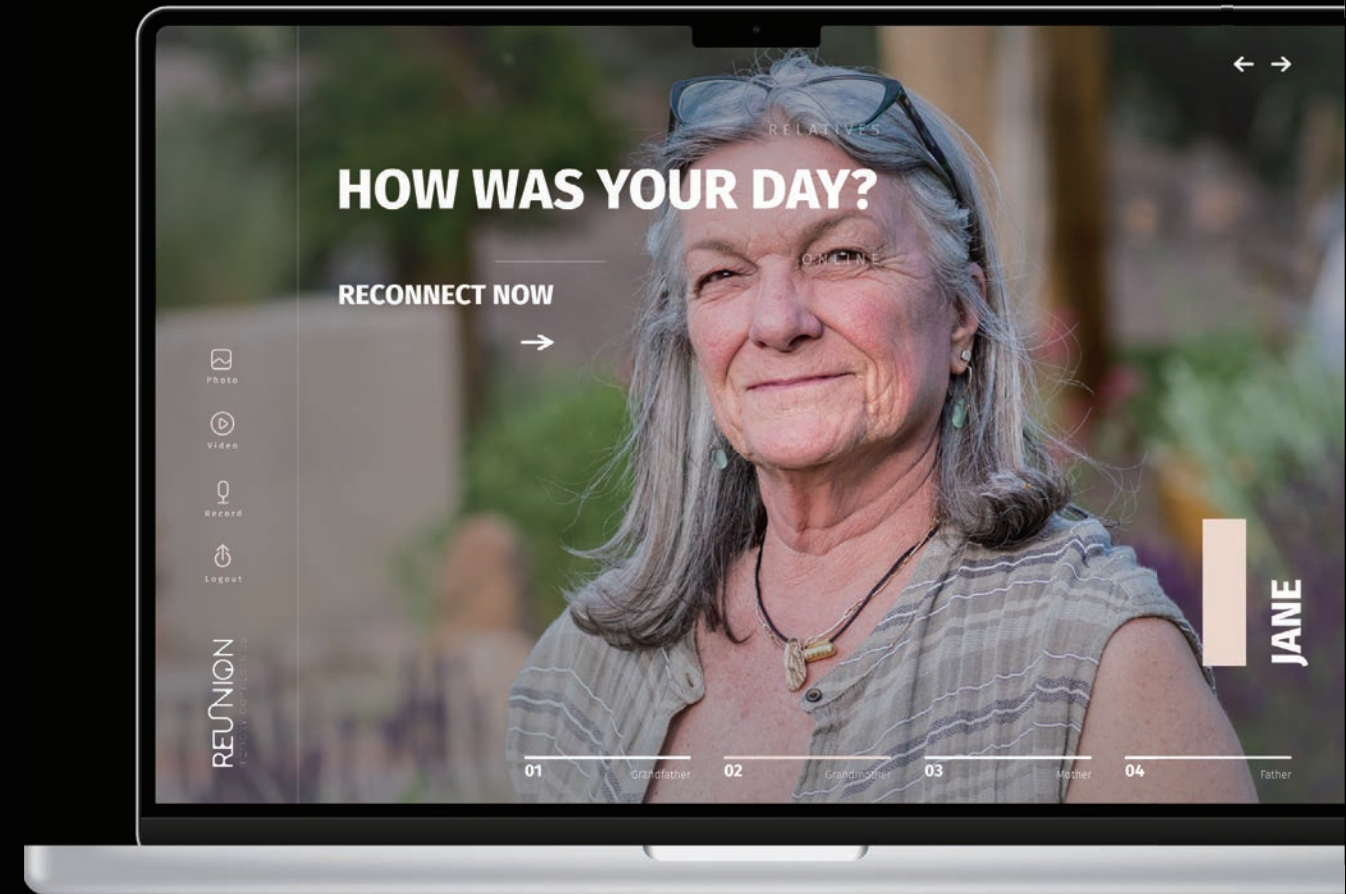 RELATIVES
HOW WAS YOUR DAY?
ONLINE
RECONNECT NOW
Photo
Video
Record
Logout
REUNION
JANE
01 Grandfather
02 Grandmother
03 Mother
04 Father